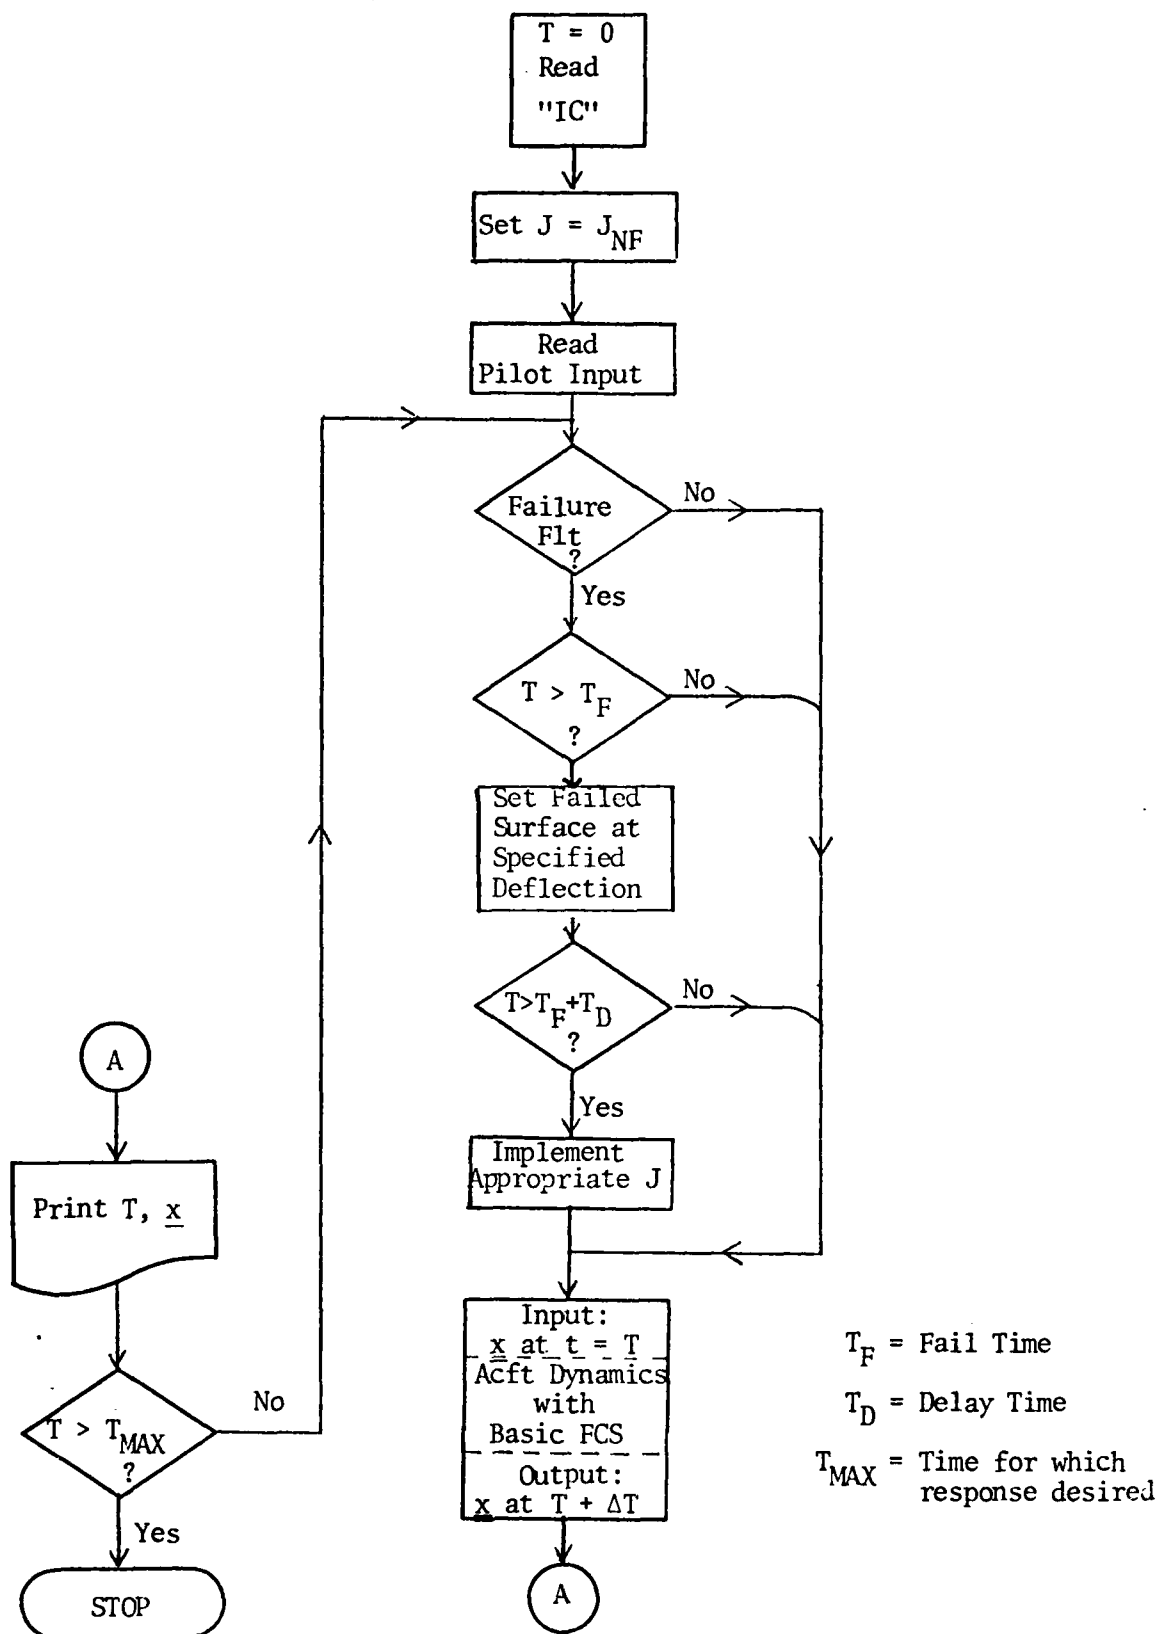 T = 0
Read
"IC"
Set J = J_NF
Read
Pilot Input
Failure
Flt
?
No
Yes
T > T_F
?
No
Set Failed
Surface at
Specified
Deflection
T>T_F+T_D
?
No
Yes
Implement
Appropriate J
Input:
x at t = T
Acft Dynamics
with
Basic FCS
Output:
x at T + ΔT
A
A
Print T, x
T > T_MAX
?
No
Yes
STOP
T_F = Fail Time
T_D = Delay Time
T_MAX = Time for which
response desired